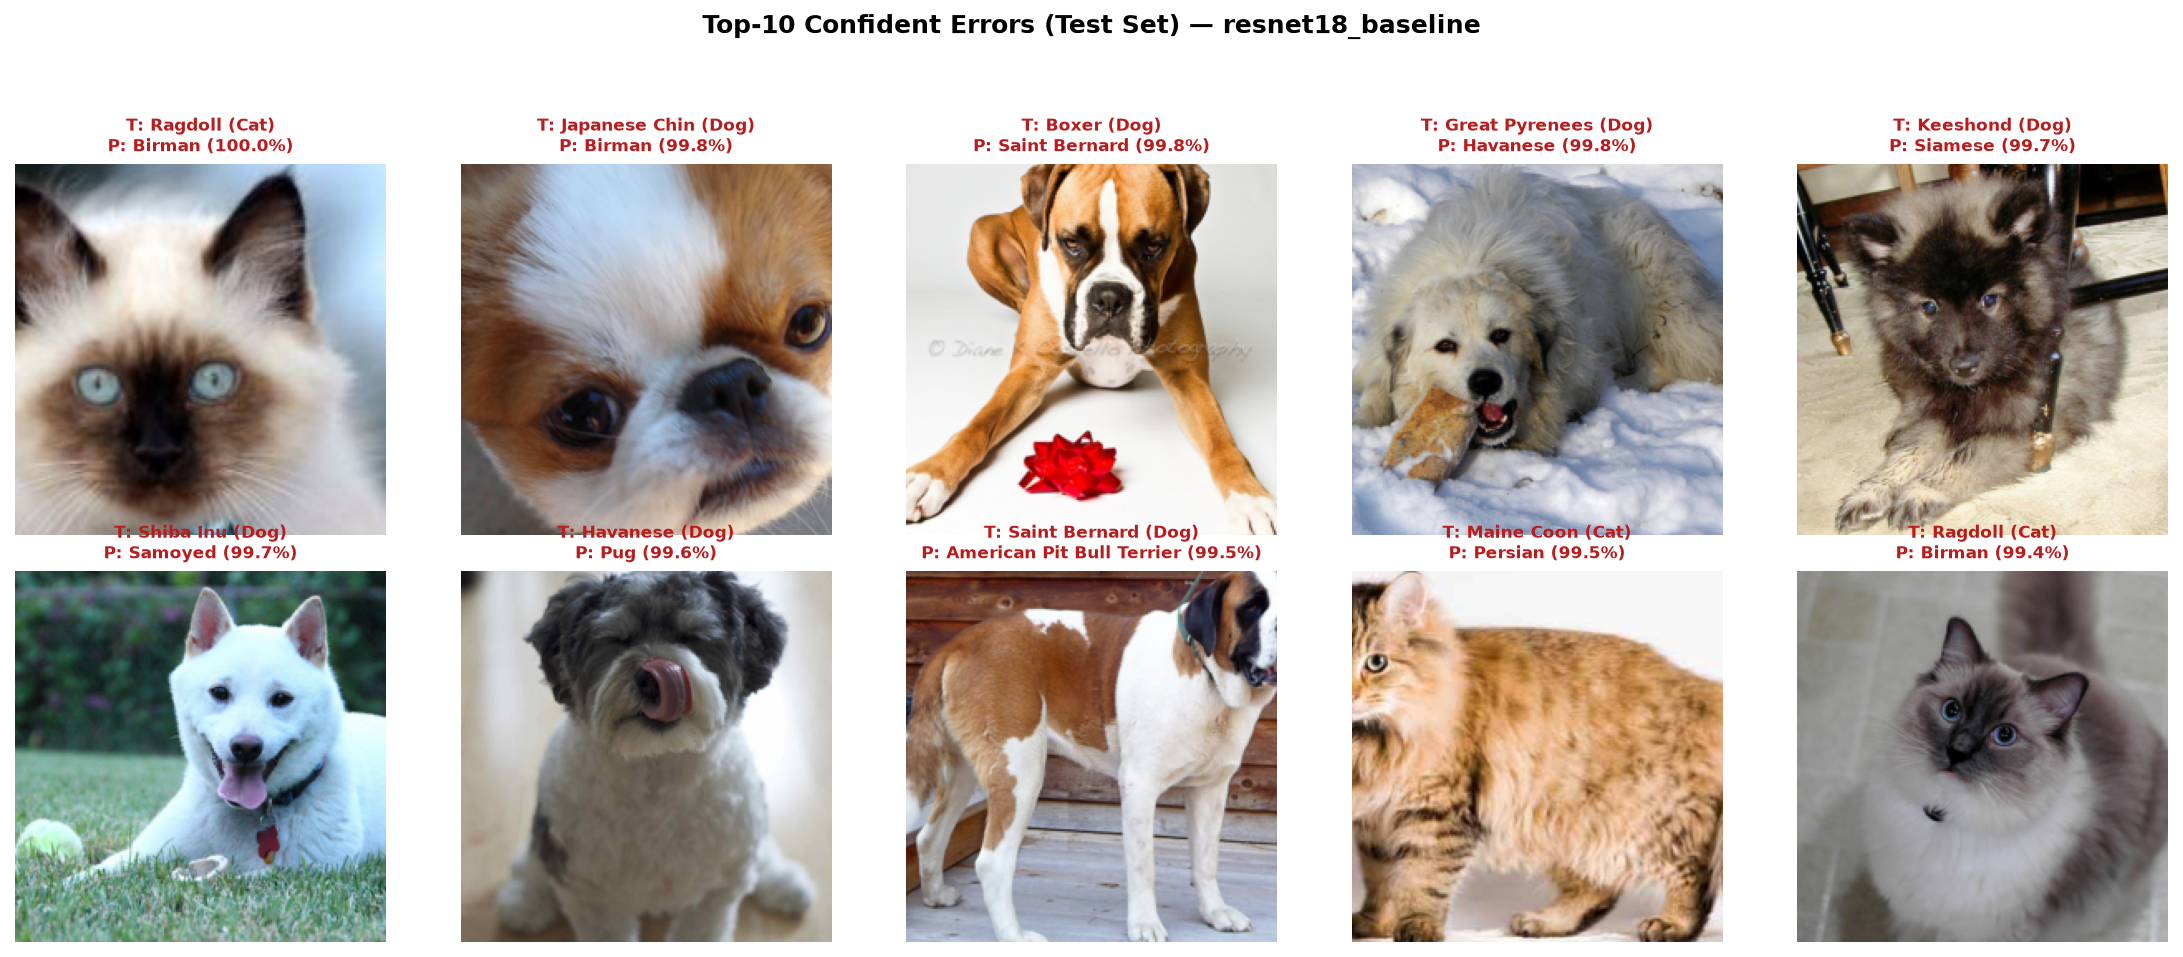 Top-10 Confident Errors (Test Set) — resnet18_baseline
T: Ragdoll (Cat)
P: Birman (100.0%)
T: Japanese Chin (Dog)
P: Birman (99.8%)
T: Boxer (Dog)
P: Saint Bernard (99.8%)
T: Great Pyrenees (Dog)
P: Havanese (99.8%)
T: Keeshond (Dog)
P: Siamese (99.7%)
© Diane
T: Shiba Inu (Dog)
P: Samoyed (99.7%)
T: Havanese (Dog)
P: Pug (99.6%)
T: Saint Bernard (Dog)
P: American Pit Bull Terrier (99.5%)
T: Maine Coon (Cat)
P: Persian (99.5%)
T: Ragdoll (Cat)
P: Birman (99.4%)